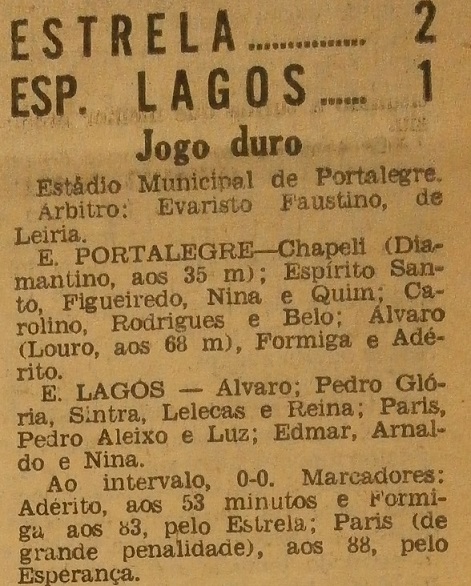 ESTRELA............... 2
ESP. LAGOS...... 1
Jogo duro
Estádio Municipal de Portalegre.
Árbitro: Evaristo Faustino, de
Leiria.
E. PORTALEGRE—Chapeli (Dia-
mantino, aos 35 m); Espírito San-
to, Figueiredo, Nina e Quim; Ca-
rolino, Rodrigues e Belo; Álvaro
(Louro, aos 68 m), Formiga e Adé-
rito.
E. LAGOS — Alvaro; Pedro Gló-
ria, Sintra, Lelecas e Reina; Paris,
Pedro Aleixo e Luz; Edmar, Arnal-
do e Nina.
Ao intervalo, 0-0. Marcadores:
Adérito, aos 53 minutos e Formi-
ga aos 83, pelo Estrela; Paris (de
grande penalidade), aos 88, pelo
Esperança.